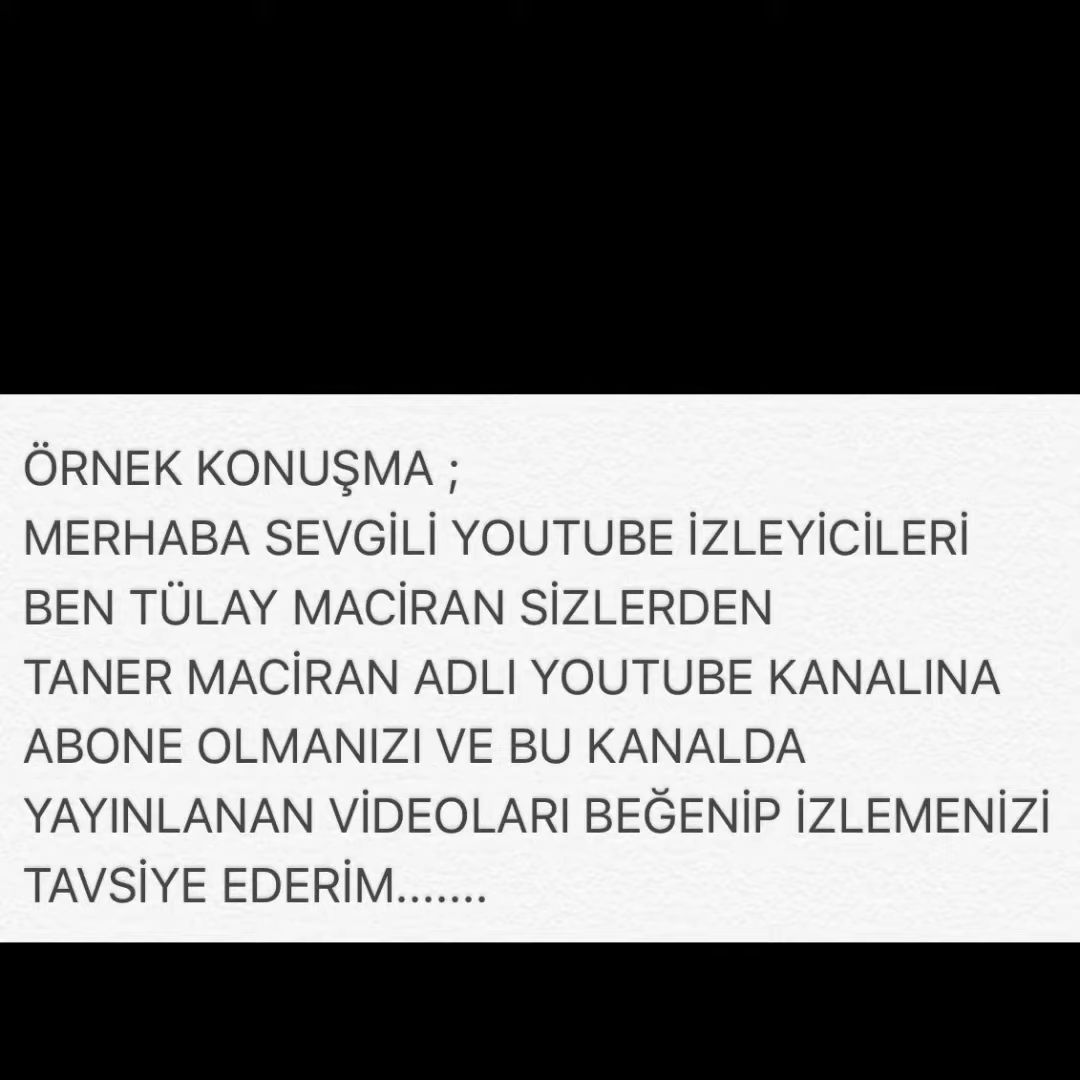 ÖRNEK KONUŞMA ;
MERHABA SEVGİLİ YOUTUBE İZLEYİCİLERİ
BEN TÜLAY MACİRAN SİZLERDEN
TANER MACİRAN ADLI YOUTUBE KANALINA
ABONE OLMANIZI VE BU KANALDA
YAYINLANAN VİDEOLARI BEĞENİP İZLEMENİZİ
TAVSİYE EDERİM.......